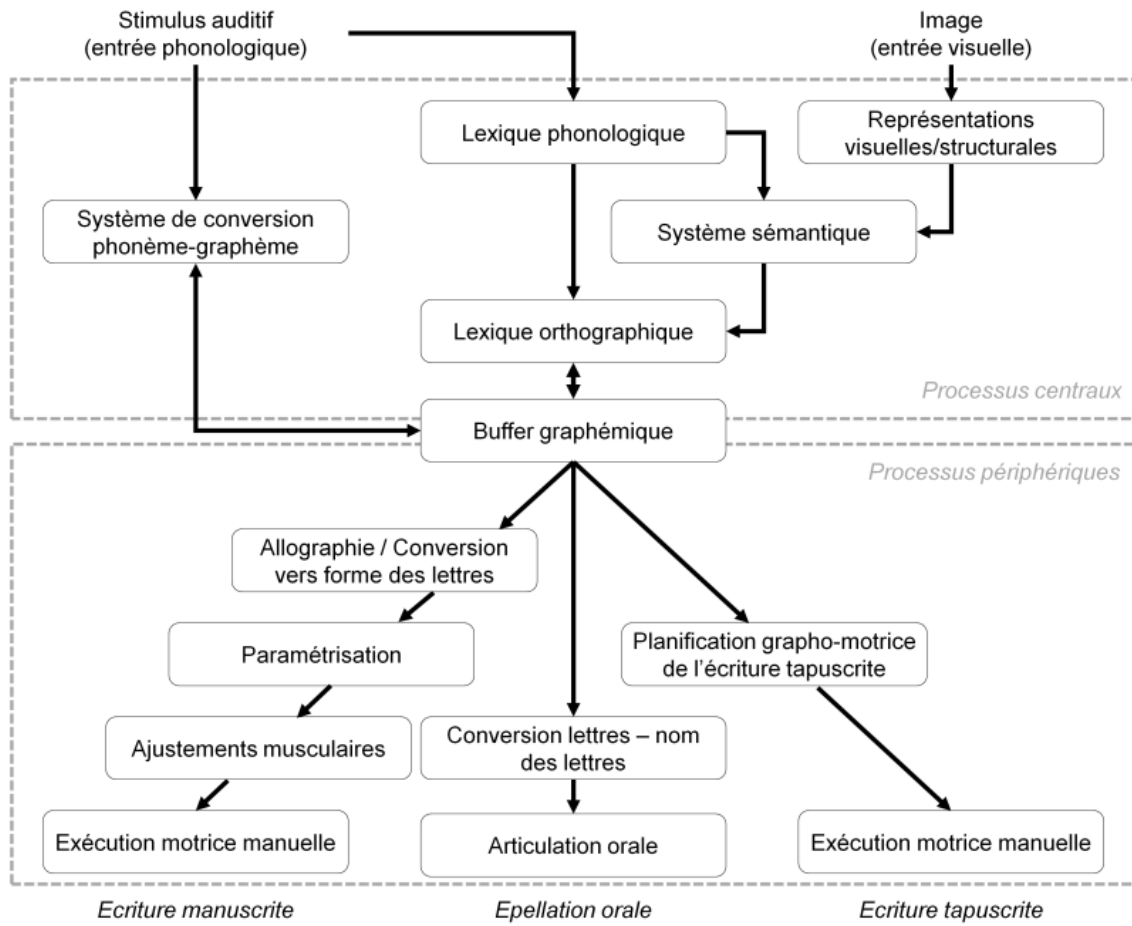 Stimulus auditif
(entrée phonologique)
Image
(entrée visuelle)
Lexique phonologique
Représentations
visuelles/structurales
Système de conversion
phonème-graphème
Système sémantique
Lexique orthographique
Processus centraux
Buffer graphémique
Processus périphériques
Allographie / Conversion
vers forme des lettres
Paramétrisation
Planification grapho-motrice
de l'écriture tapuscrite
Ajustements musculaires
Conversion lettres – nom
des lettres
Exécution motrice manuelle
Articulation orale
Exécution motrice manuelle
Ecriture manuscrite
Epellation orale
Ecriture tapuscrite